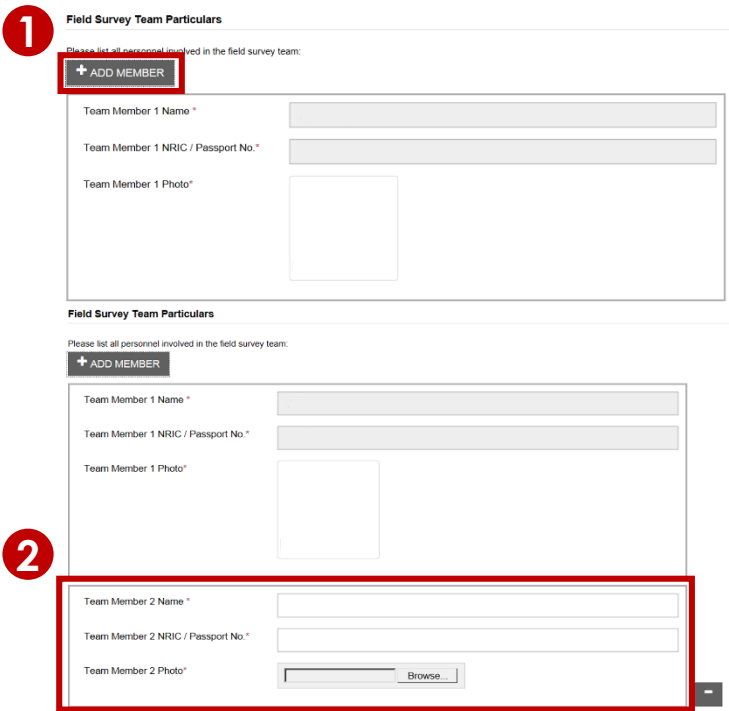 1
Field Survey Team Particulars
Please list all personnel involved in the field survey team:
+ ADD MEMBER
Team Member 1 Name *
Team Member 1 NRIC / Passport No.*
Team Member 1 Photo*
Field Survey Team Particulars
Please list all personnel involved in the field survey team:
+ ADD MEMBER
Team Member 1 Name *
Team Member 1 NRIC / Passport No.*
Team Member 1 Photo*
2
Team Member 2 Name *
Team Member 2 NRIC / Passport No.*
Team Member 2 Photo*
Browse...
-